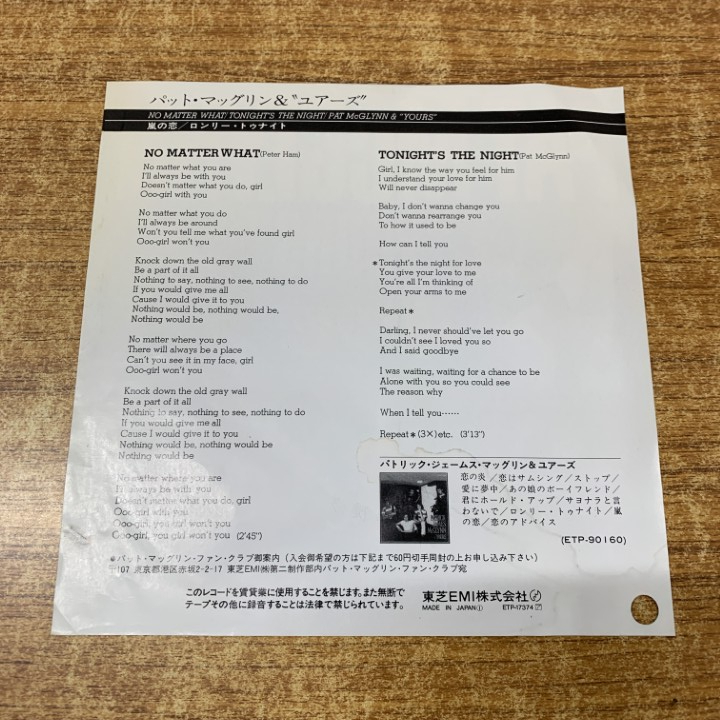 パット・マッグリン&“ユアーズ”
NO MATTER WHAT/TONIGHT'S THE NIGHT/PAT McGLYNN & “YOURS”
嵐の恋/ロンリー・トゥナイト
NO MATTER WHAT(Peter Ham)
No matter what you are
I'll always be with you
Doesn't matter what you do, girl
Ooo-girl with you
No matter what you do
I'll always be around
Won't you tell me what you've found girl
Ooo-girl won't you
Knock down the old gray wall
Be a part of it all
Nothing to say, nothing to see, nothing to do
If you would give me all
Cause I would give it to you
Nothing would be, nothing would be,
Nothing would be
No matter where you go
There will always be a place
Can't you see it in my face, girl
Ooo-girl won't you
Knock down the old gray wall
Be a part of it all
Nothing to say, nothing to see, nothing to do
If you would give me all
Cause I would give it to you
Nothing would be, nothing would be
Nothing would be
No matter where you are
I'll always be with you
Doesn't matter what you do, girl
Ooo, girl with you
Ooo-girl, you girl won't you
Ooo-girl, you girl won't you (2'45")
TONIGHT'S THE NIGHT(Pat McGlynn)
Girl, I know the way you feel for him
I understand your love for him
Will never disappear
Baby, I don't wanna change you
Don't wanna rearrange you
To how it used to be
How can I tell you
*Tonight's the night for love
You give your love to me
You're all I'm thinking of
Open your arms to me
Repeat*
Darling, I never should've let you go
I couldn't see I loved you so
And I said goodbye
I was waiting, waiting for a chance to be
Alone with you so you could see
The reason why
When I tell you……
Repeat*(3×)etc. (3'13")
パトリック・ジェームス・マッグリン&ユアーズ
恋の炎/恋はサムシング/ストップ/
愛に夢中/あの娘のボーイフレンド/
君にホールド・アップ/サヨナラと言
わないで/ロンリー・トゥナイト/嵐
の恋/恋のアドバイス
(ETP-90160)
*パット・マッグリン・ファン・クラブ御案内(入会御希望の方は下記まで60円切手同封の上お申し込み下さい)
〒107 東京都港区赤坂2-2-17 東芝EMI㈱第二制作部内パット・マッグリン・ファン・クラブ宛
このレコードを賃貸業に使用することを禁じます。また無断で
テープその他に録音することは法律で禁じられています。
東芝EMI株式会社
MADE IN JAPAN ETP-17374